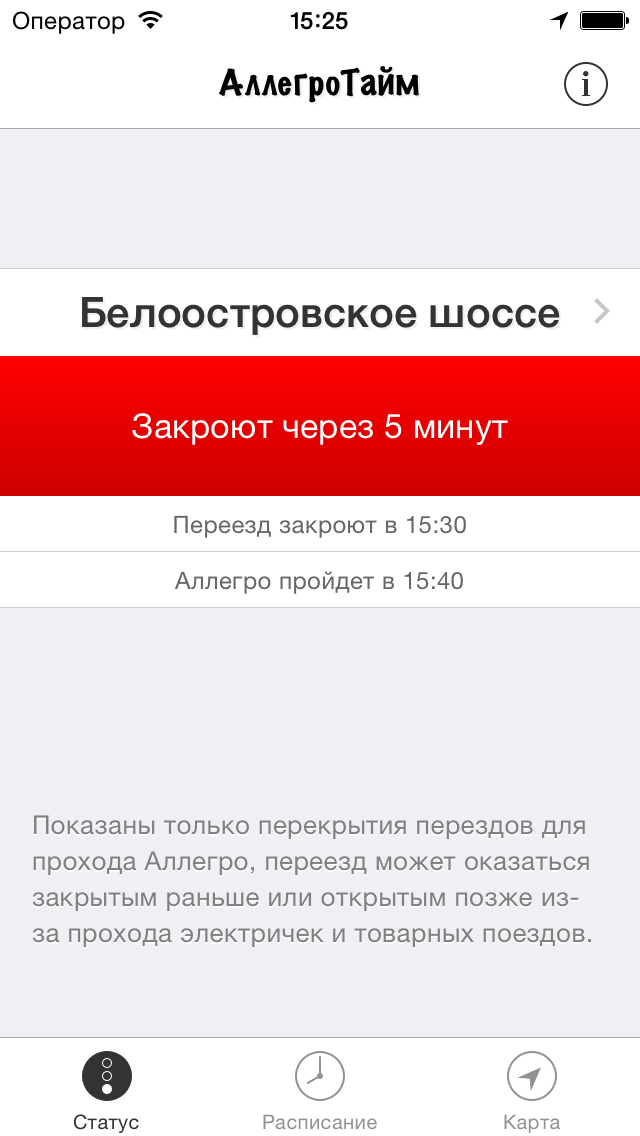 Оператор 15:25
АллегроТайм
Белоостровское шоссе
Закроют через 5 минут
Переезд закроют в 15:30
Аллегро пройдет в 15:40
Показаны только перекрытия перездов для
прохода Аллегро, переезд может оказаться
закрытым раньше или открытым позже из-
за прохода электричек и товарных поездов.
Статус Расписание Карта